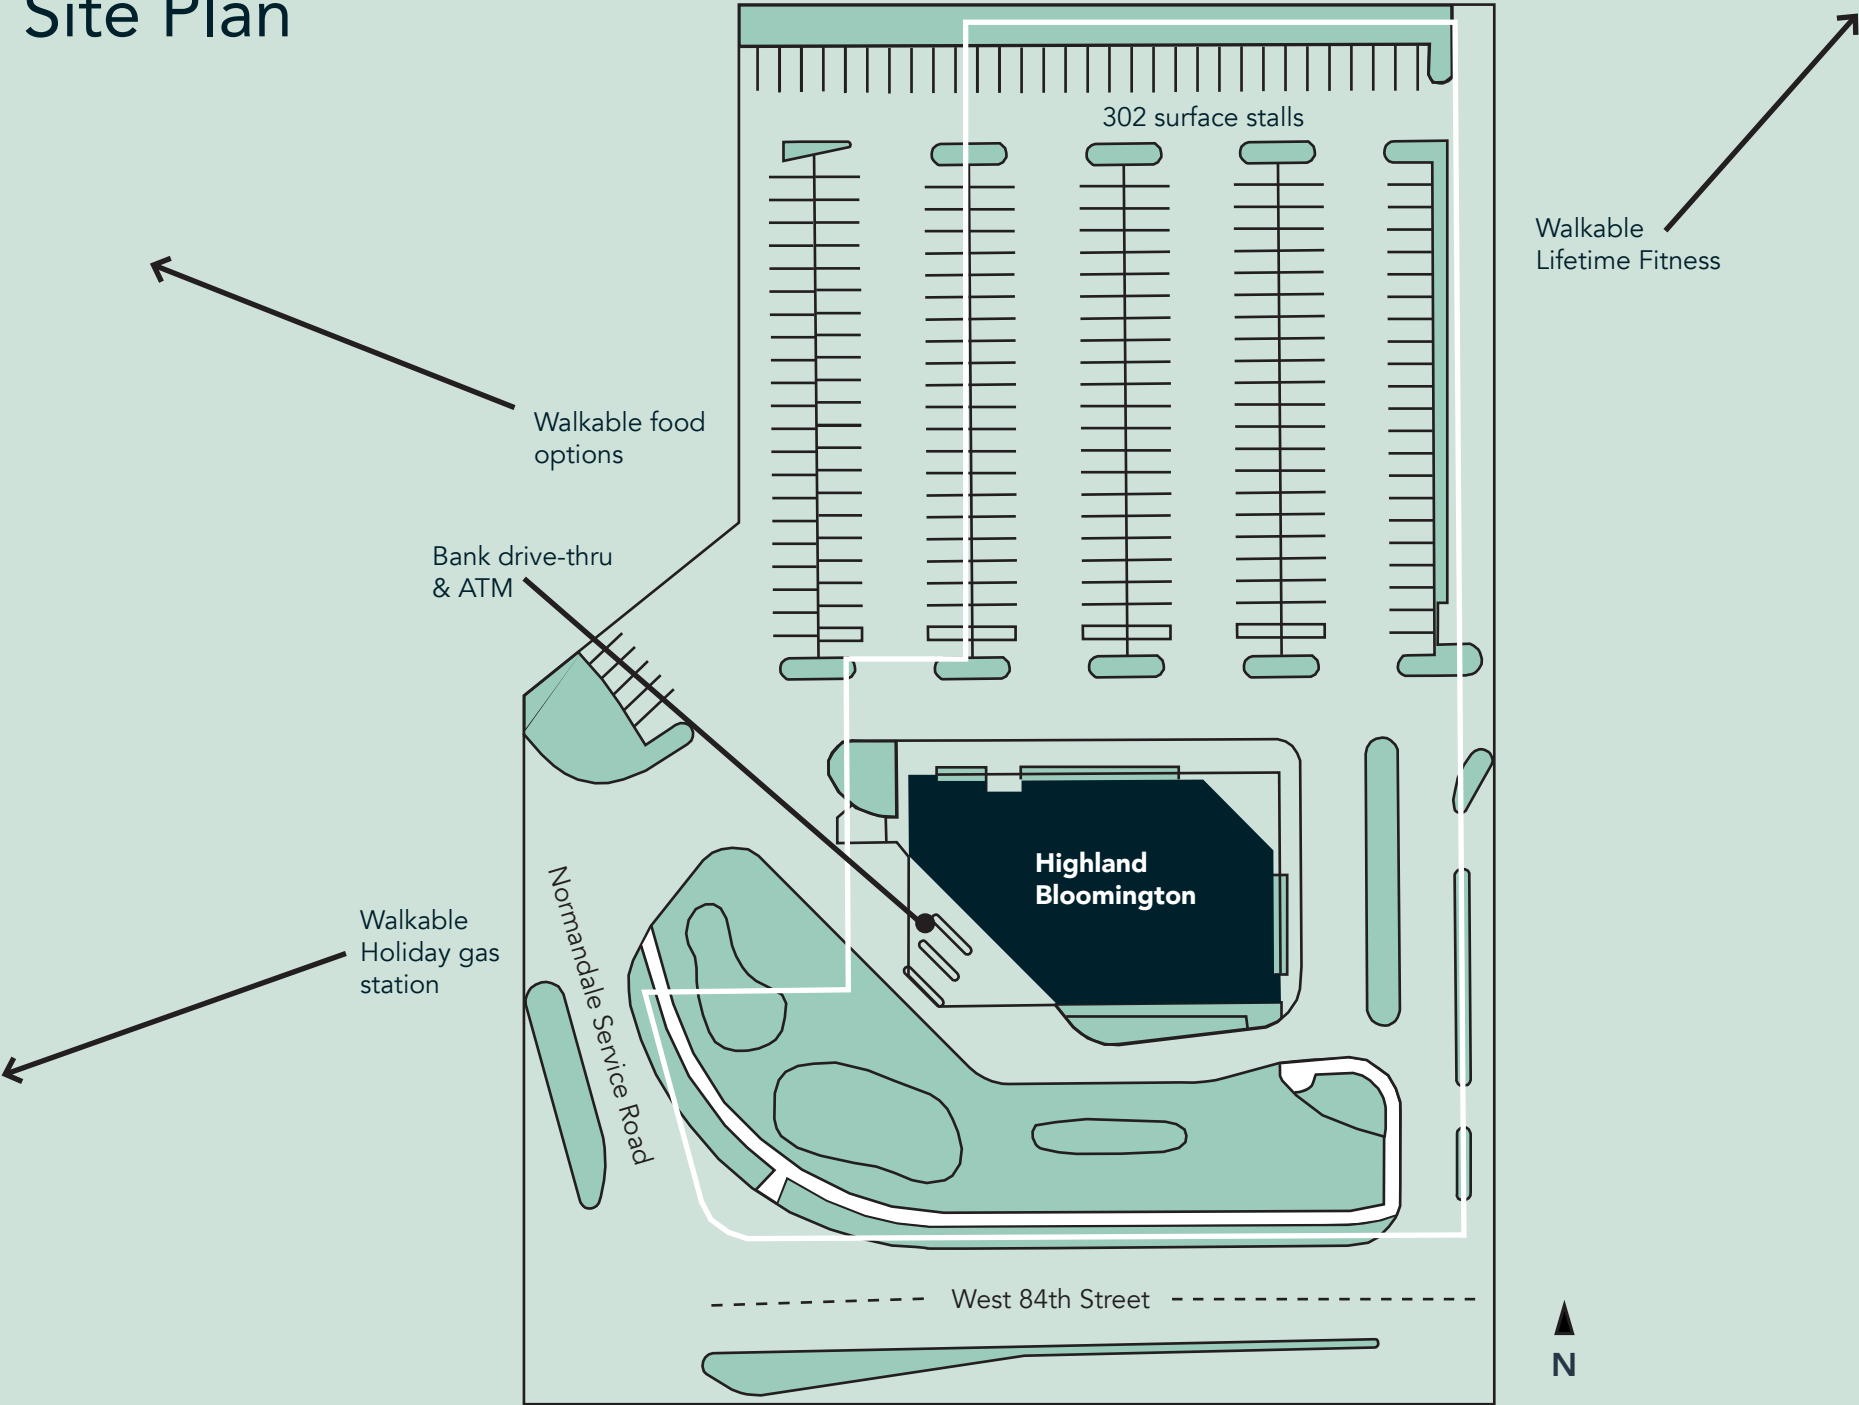 Site Plan
302 surface stalls
Walkable
Lifetime Fitness
Walkable food
options
Bank drive-thru
& ATM
Highland
Bloomington
Walkable
Holiday gas
station
Normandale Service Road
West 84th Street
N